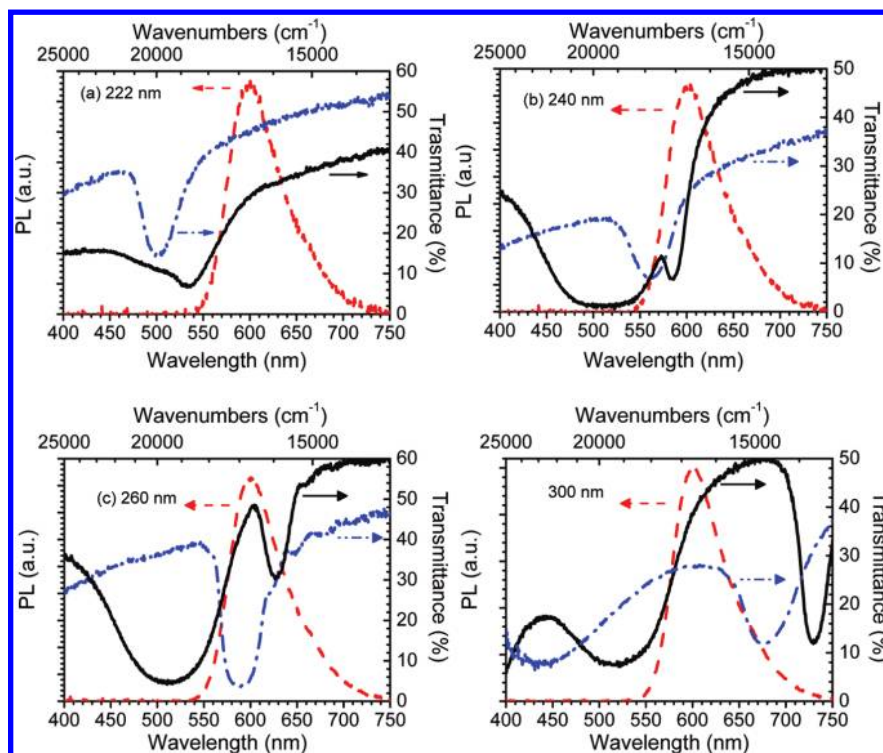 Wavenumbers (cm-1)
25000 20000 15000
(a) 222 nm
PL (a.u.)
Trasmittance (%)
60
50
40
30
20
10
0
400 450 500 550 600 650 700 750
Wavelength (nm)
Wavenumbers (cm-1)
25000 20000 15000
(b) 240 nm
PL (a.u)
Transmittance (%)
50
40
30
20
10
0
400 450 500 550 600 650 700 750
Wavelength (nm)
Wavenumbers (cm-1)
25000 20000 15000
(c) 260 nm
PL (a.u.)
Transmittance (%)
60
50
40
30
20
10
0
400 450 500 550 600 650 700 750
Wavelength (nm)
Wavenumbers (cm-1)
25000 20000 15000
300 nm
PL (a.u.)
Transmittance (%)
50
40
30
20
10
0
400 450 500 550 600 650 700 750
Wavelength (nm)